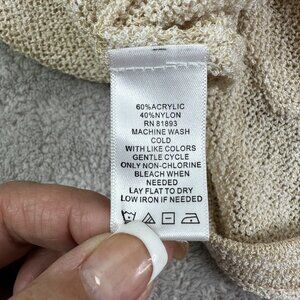 60%ACRYLIC
40%NYLON
RN 81893
MACHINE WASH
COLD
WITH LIKE COLORS
GENTLE CYCLE
ONLY NON-CHLORINE
BLEACH WHEN
NEEDED
LAY FLAT TO DRY
LOW IRON IF NEEDED